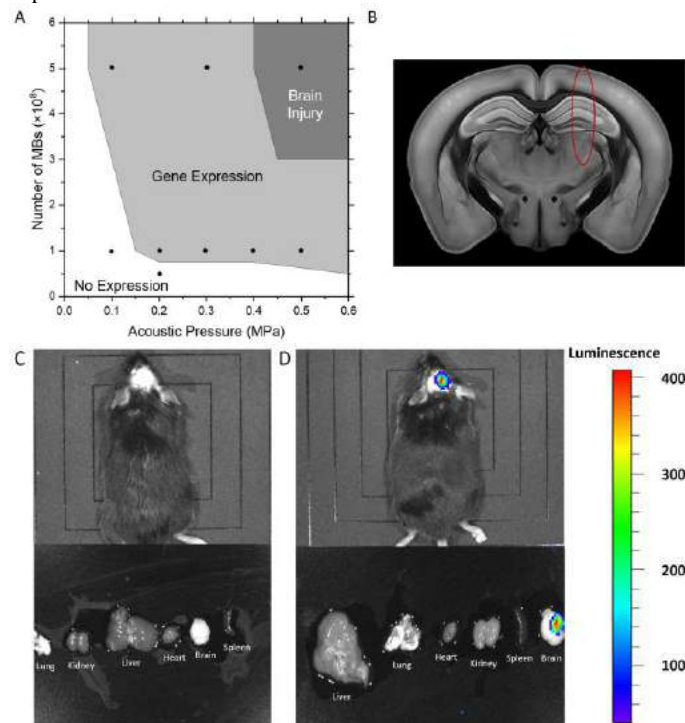 A
B
6
5
4
3
2
1
0
Number of MBs (×10⁸)
Brain
Injury
Gene Expression
No Expression
0.0 0.1 0.2 0.3 0.4 0.5 0.6
Acoustic Pressure (MPa)
C
D
Luminescence
400
300
200
100
Lung Kidney Liver Heart Brain Spleen
Liver Lung Heart Kidney Spleen Brain